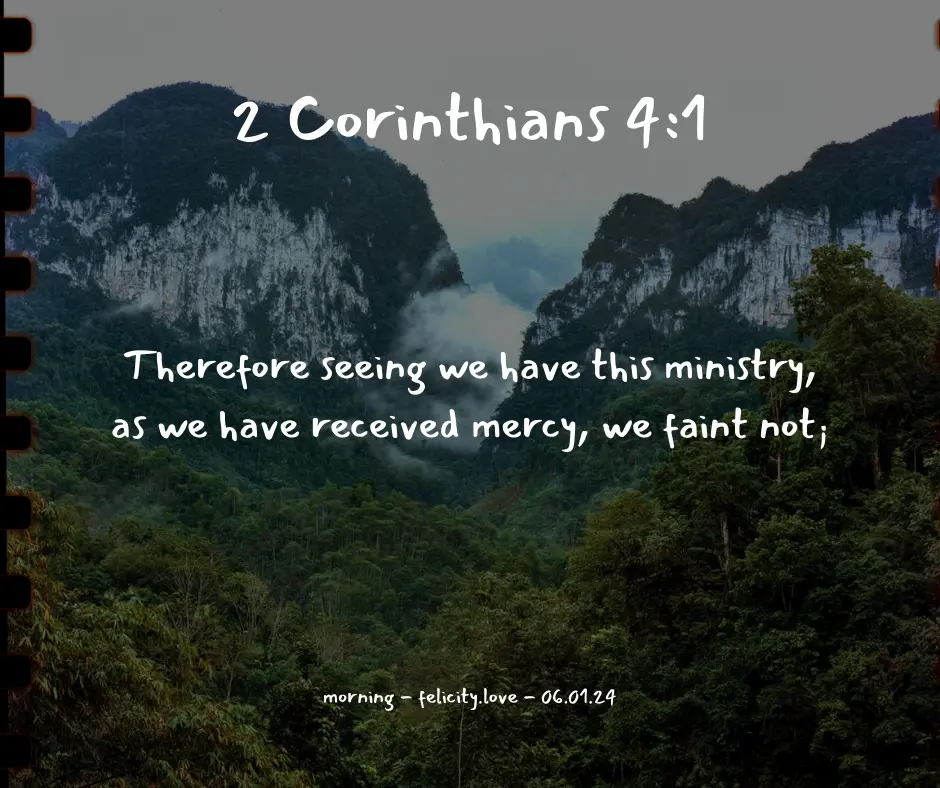 2 Corinthians 4:1
Therefore seeing we have this ministry,
as we have received mercy, we faint not;
morning - felicity.love - 06.01.24